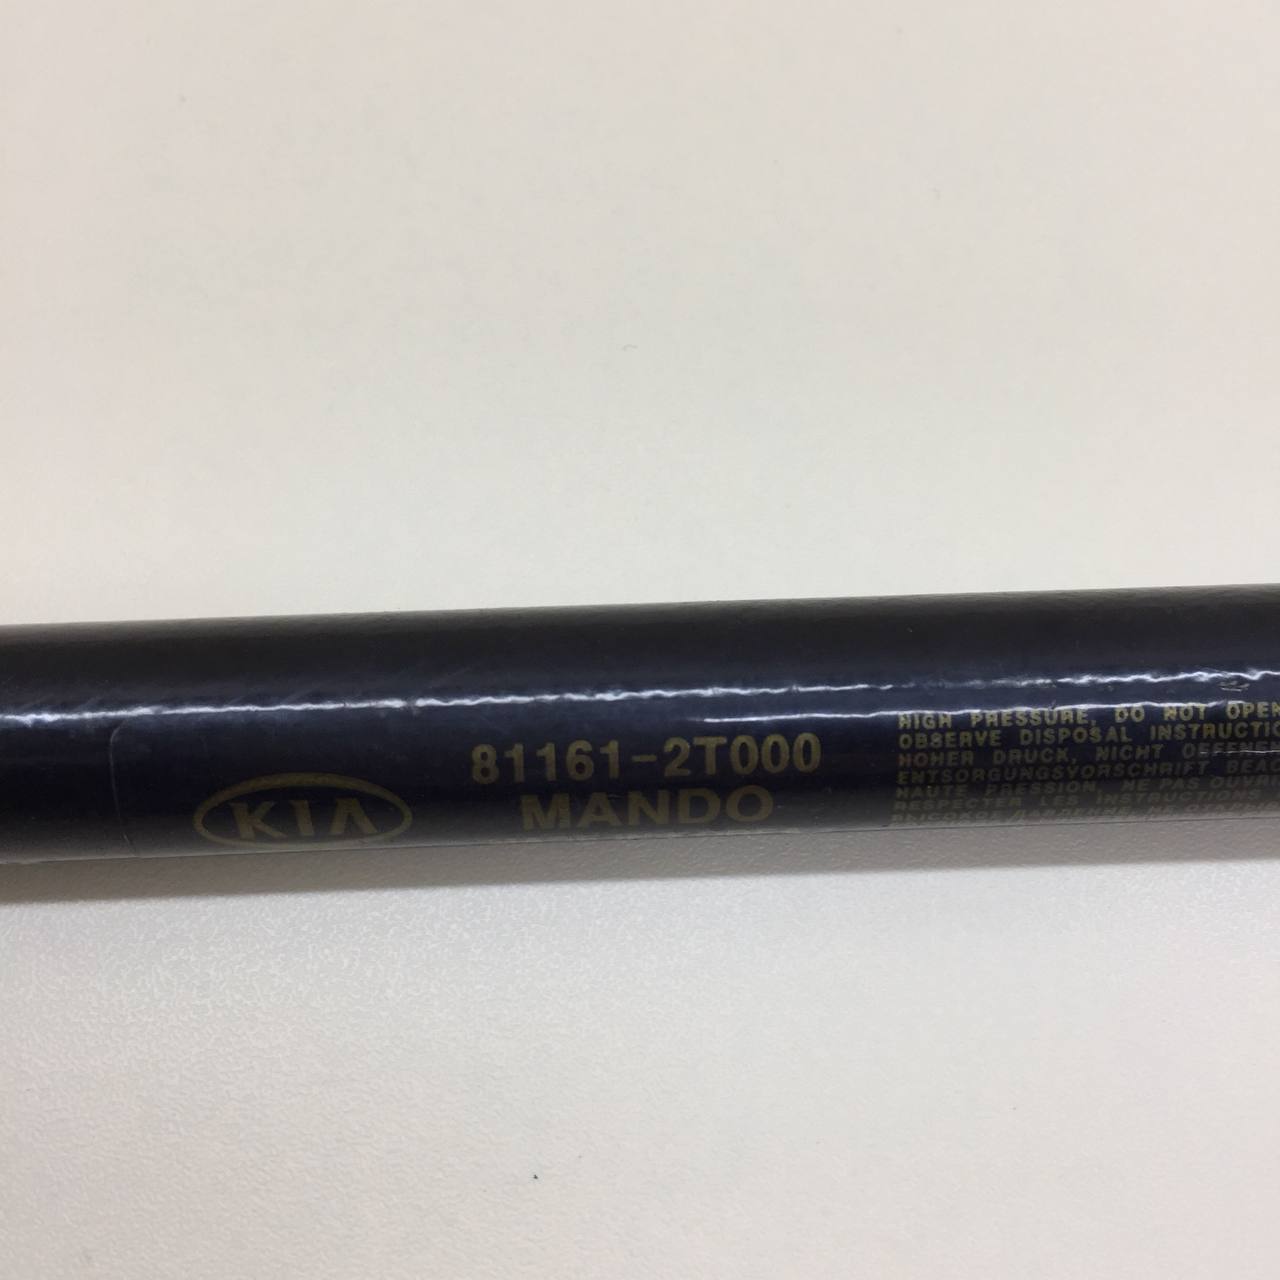 KIA
81161-2T000
MANDO
HIGH PRESSURE, DO NOT OPEN
OBSERVE DISPOSAL INSTRUCTIO
HOHER DRUCK, NICHT OEFFEN
ENTSORGUNGSVORSCHRIFT BEAC
HAUTE PRESSION, NE PAS OUVRI
RESPECTER LES INSTRUCTIONS